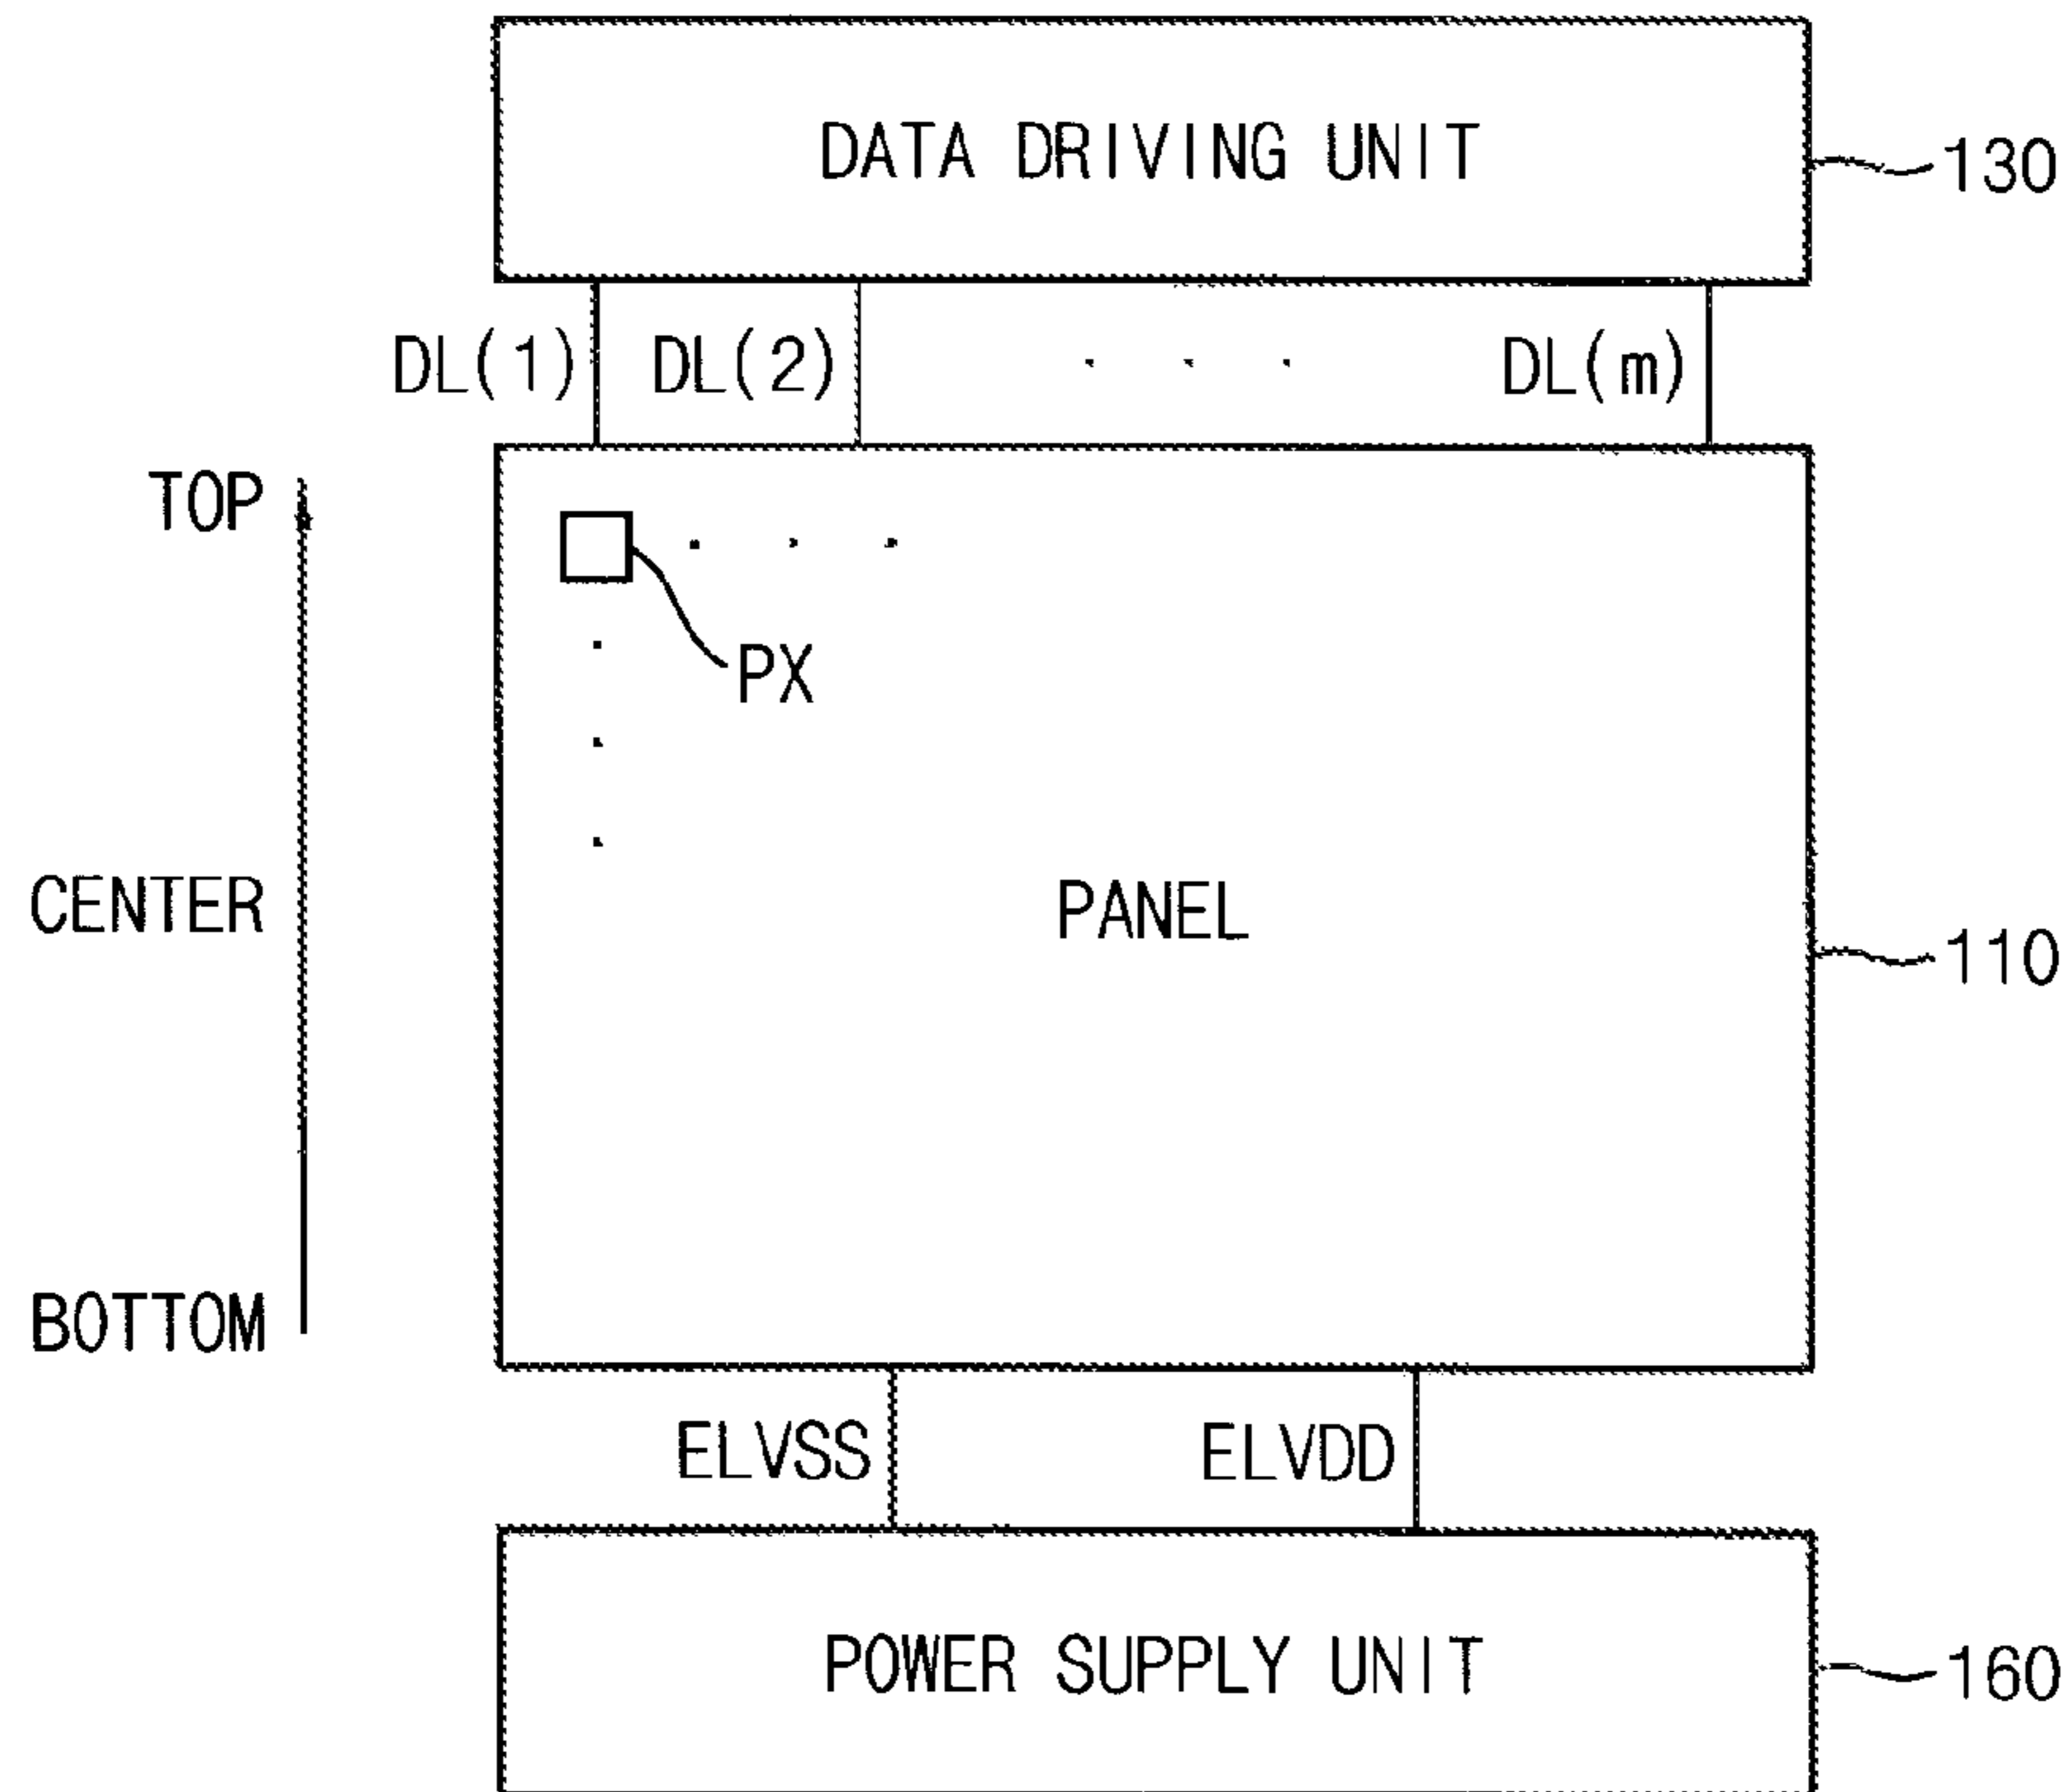 DATA DRIVING UNIT
130
DL(1) DL(2) . . . DL(m)
TOP
PX
CENTER
PANEL
110
BOTTOM
ELVSS ELVDD
POWER SUPPLY UNIT
160